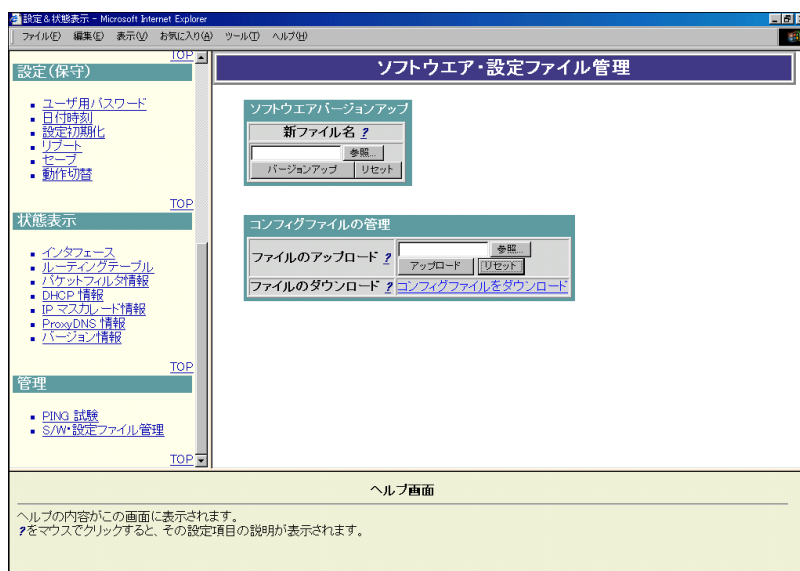 設定&状態表示 - Microsoft Internet Explorer
ファイル(F) 編集(E) 表示(V) お気に入り(A) ツール(T) ヘルプ(H)
TOP
設定(保守)
ユーザ用パスワード
日付時刻
設定初期化
リブート
セーブ
動作切替
TOP
状態表示
インタフェース
ルーティングテーブル
パケットフィルタ情報
DHCP 情報
IP マスカレード情報
ProxyDNS 情報
バージョン情報
TOP
管理
PING 試験
S/W・設定ファイル管理
TOP
ソフトウエア・設定ファイル管理
ソフトウエアバージョンアップ
新ファイル名 ?
参照...
バージョンアップ リセット
コンフィグファイルの管理
ファイルのアップロード ? 参照...
アップロード リセット
ファイルのダウンロード ? コンフィグファイルをダウンロード
ヘルプ画面
ヘルプの内容がこの画面に表示されます。
?をマウスでクリックすると、その設定項目の説明が表示されます。